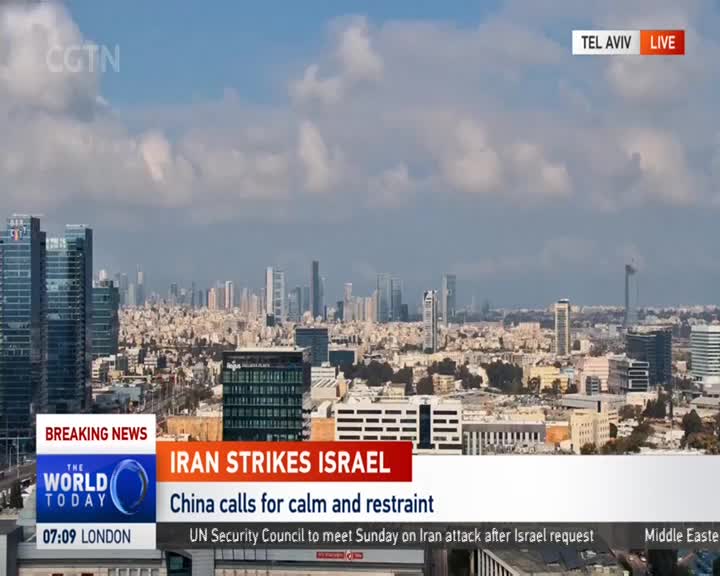 CGTN
TEL AVIV LIVE
BREAKING NEWS
THE WORLD TODAY
07:09 LONDON
IRAN STRIKES ISRAEL
China calls for calm and restraint
UN Security Council to meet Sunday on Iran attack after Israel request Middle Easte